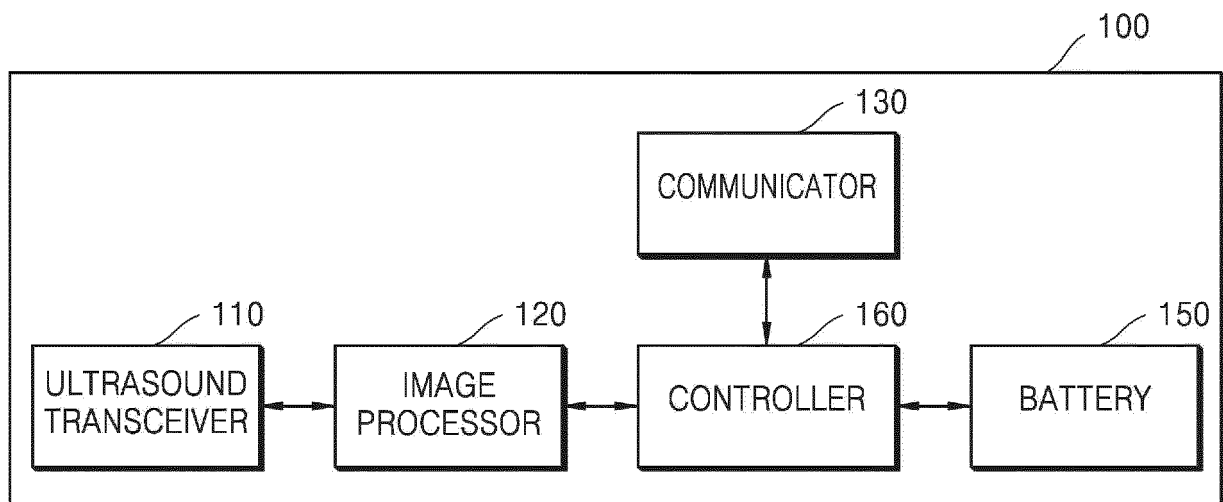 100
130
COMMUNICATOR
110
120
160
150
ULTRASOUND
TRANSCEIVER
IMAGE
PROCESSOR
CONTROLLER
BATTERY